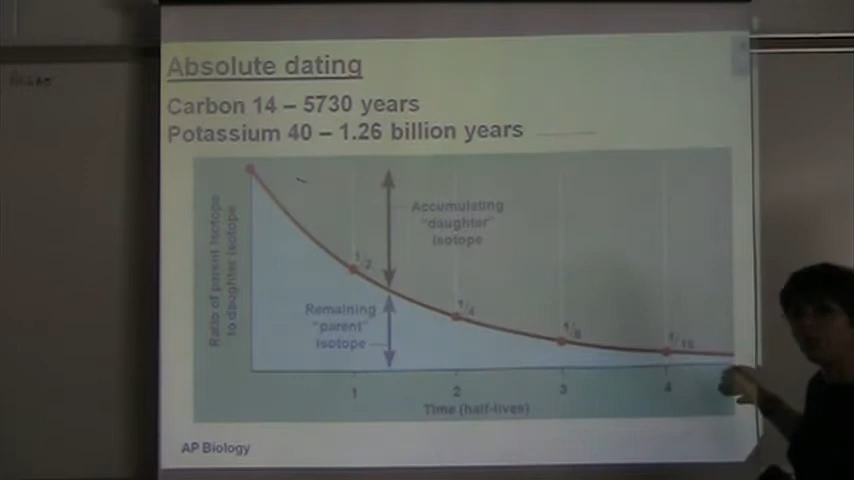 Absolute dating
Carbon 14 – 5730 years
Potassium 40 – 1.26 billion years
Ratio of parent isotope
to daughter isotope
Accumulating
"daughter"
isotope
1/2
1/4
1/8
1/16
Remaining
"parent"
isotope
1 2 3 4
Time (half-lives)
AP Biology